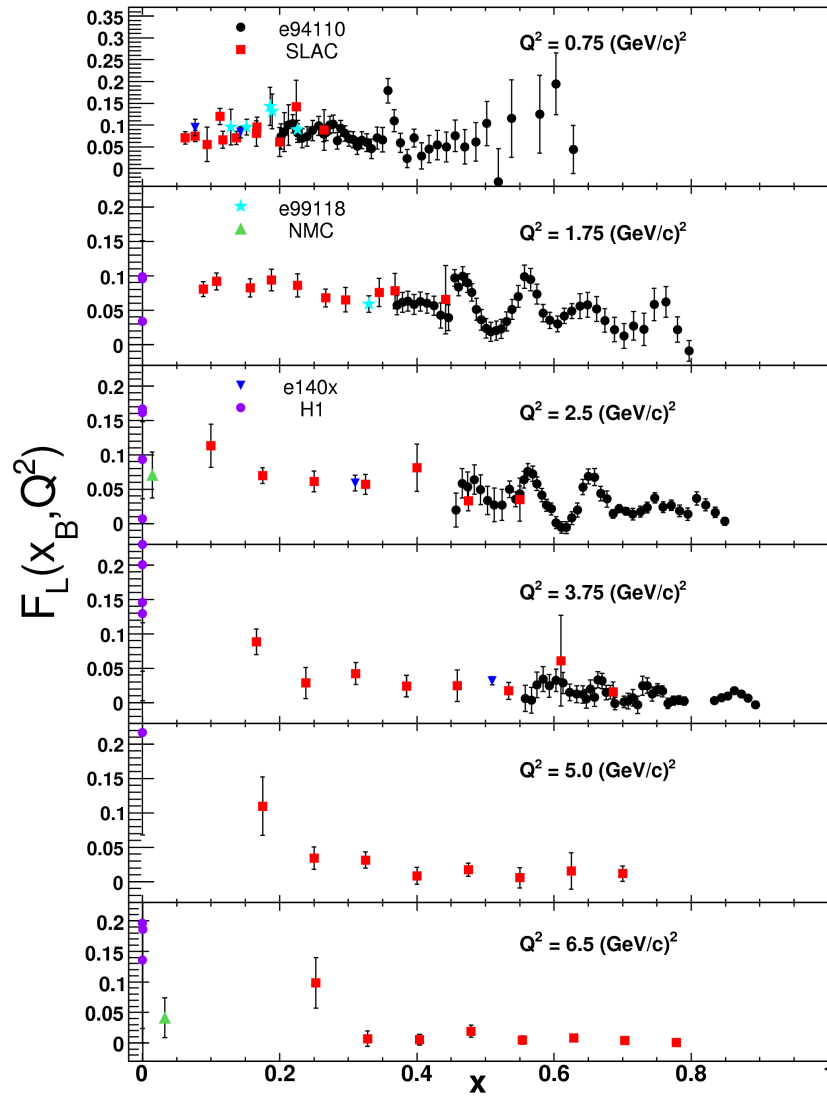 F_L(x_B, Q²)
0.35
0.3
0.25
0.2
0.15
0.1
0.05
0
e94110
SLAC
Q² = 0.75 (GeV/c)²
0.2
0.15
0.1
0.05
0
e99118
NMC
Q² = 1.75 (GeV/c)²
0.2
0.15
0.1
0.05
0
e140x
H1
Q² = 2.5 (GeV/c)²
0.2
0.15
0.1
0.05
0
Q² = 3.75 (GeV/c)²
0.2
0.15
0.1
0.05
0
Q² = 5.0 (GeV/c)²
0.2
0.15
0.1
0.05
0
Q² = 6.5 (GeV/c)²
0 0.2 0.4 0.6 0.8 1
x